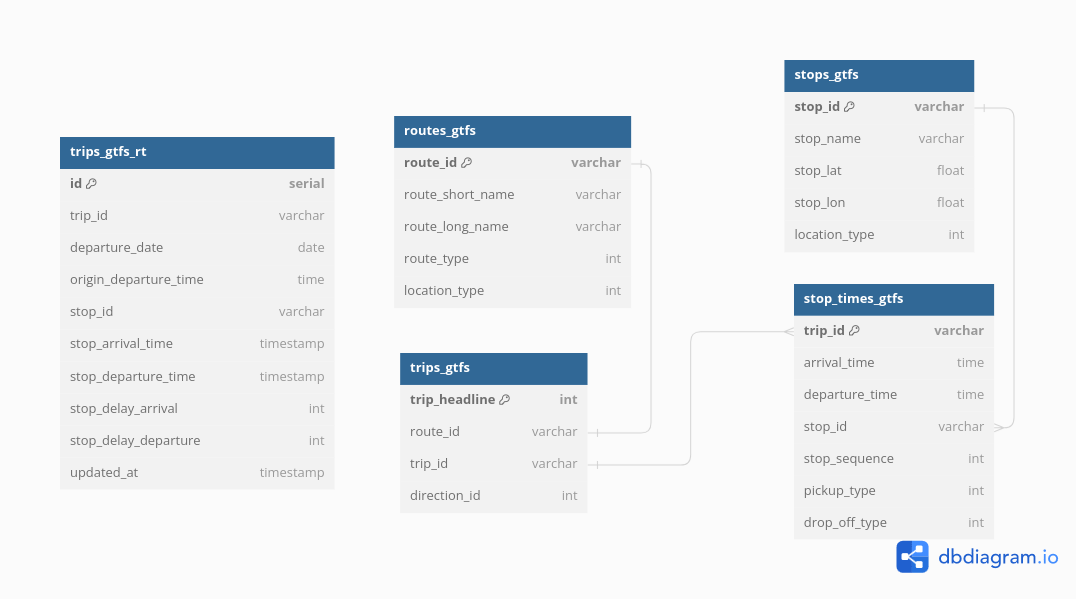 trips_gtfs_rt
id serial
trip_id varchar
departure_date date
origin_departure_time time
stop_id varchar
stop_arrival_time timestamp
stop_departure_time timestamp
stop_delay_arrival int
stop_delay_departure int
updated_at timestamp
routes_gtfs
route_id varchar
route_short_name varchar
route_long_name varchar
route_type int
location_type int
trips_gtfs
trip_headline int
route_id varchar
trip_id varchar
direction_id int
stops_gtfs
stop_id varchar
stop_name varchar
stop_lat float
stop_lon float
location_type int
stop_times_gtfs
trip_id varchar
arrival_time time
departure_time time
stop_id varchar
stop_sequence int
pickup_type int
drop_off_type int
dbdiagram.io